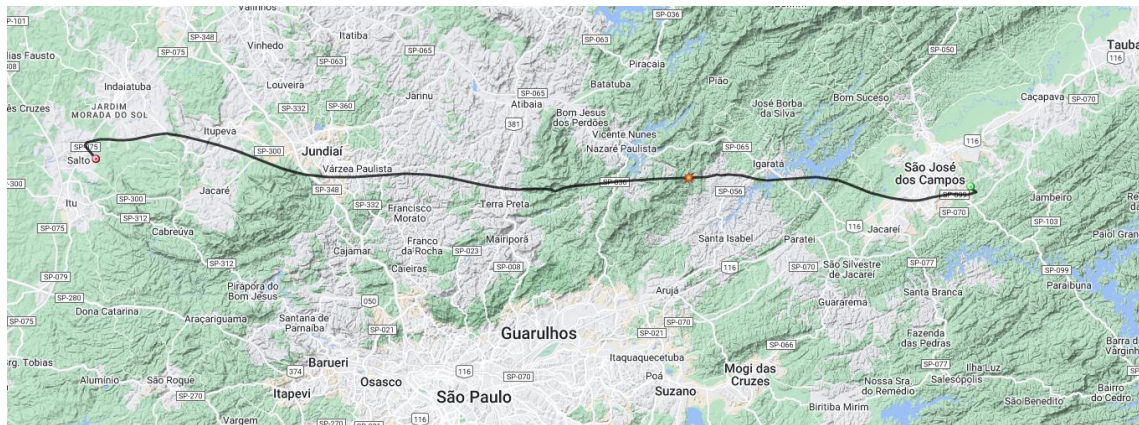 SP-101
SP-348
Valinhos
Itatiba
SP-036
SP-063
SP-050
Tauba
116
SP-075
Vinhedo
SP-065
SP-063
Piracaia
lias Fausto
Indaiatuba
Louveira
Jarinu
SP-065
Batatuba
Pião
Caçapava
SP-070
ês Cruzes
JARDIM
MORADA DO SOL
SP-332
SP-360
Atibaia
381
Bom Jesus
dos Perdões
José Borba
da Silva
Bom Sucesso
Itupeva
SP-300
Jundiaí
Vicente Nunes
Nazaré Paulista
SP-065
116
SP-075
Salto
SP-300
Jacaré
SP-348
Várzea Paulista
SP-036
Igaratá
SP-056
São José
dos Campos
SP-099
Jambeiro
Itu
SP-300
SP-312
SP-332
Terra Preta
SP-070
SP-103
SP-075
Cabreúva
Francisco
Morato
Franco
da Rocha
Mairiporã
Santa Isabel
Paratei
116
Jacareí
Paiol Gran
da
SP-312
Cajamar
SP-023
Caieiras
SP-008
116
SP-070
São Silvestre
de Jacareí
SP-077
SP-099
Paraibuna
SP-079
SP-280
Pirapora do
Bom Jesus
050
Arujá
Guararema
Santa Branca
SP-075
Dona Catarina
Araçariguama
Santana de
Parnaíba
SP-021
Guarulhos
SP-070
SP-021
Fazenda
das Pedras
Barra d
Varginh
rg. Tobias
Barueri
374
116
SP-070
Itaquaquecetuba
SP-066
SP-077
Ilha Luz
Alumínio
São Roque
SP-270
Itapevi
Osasco
São Paulo
Poá
Suzano
Mogi das
Cruzes
Nossa Sra.
do Remédio
Salesópolis
São Benedito
Bairro
do Cedro
Vargem
SP-270
116
Biritiba Mirim